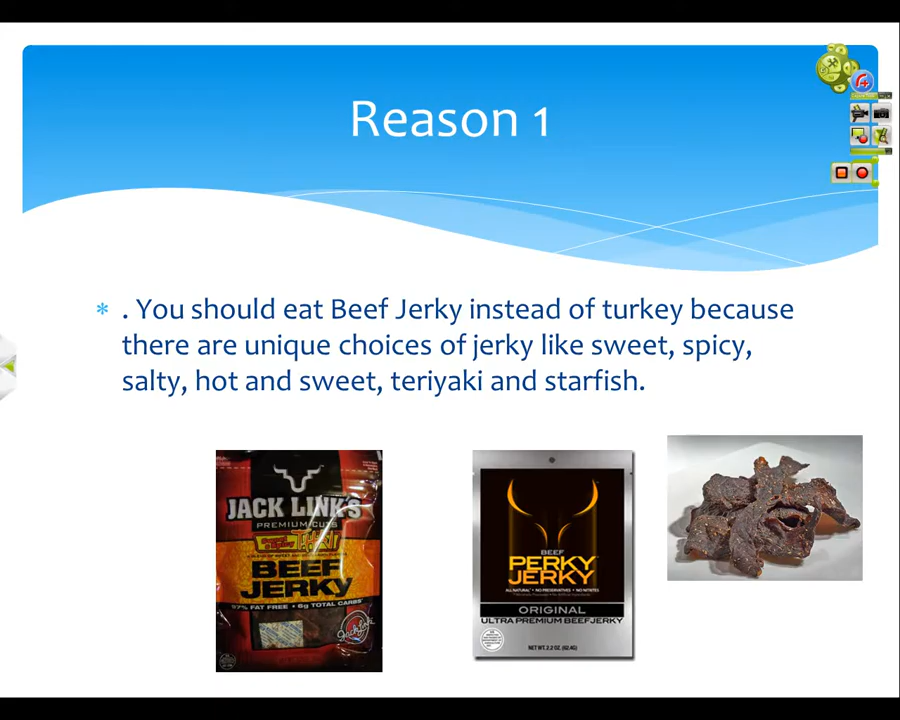 Reason 1
. You should eat Beef Jerky instead of turkey because
there are unique choices of jerky like sweet, spicy,
salty, hot and sweet, teriyaki and starfish.
JACK LINK'S
PREMIUM CUTS
BEEF
JERKY
97% FAT FREE • 6g TOTAL CARBS
BEEF
PERKY
JERKY
ALL NATURAL • NO PRESERVATIVES • NO NITRITES
ORIGINAL
ULTRA PREMIUM BEEF JERKY
NET WT. 2.2 OZ. (62.4G)